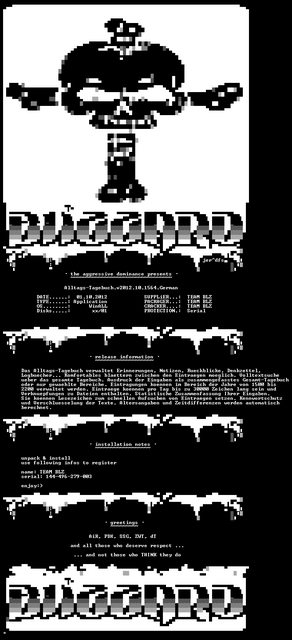 jer^dfsg
· the aggressive dominance presents ·
Alltags-Tagebuch.v2012.10.1564.German
DATE......: 01.10.2012 SUPPLiER..: TEAM BLZ
TYPE......: Application PACKAGER..: TEAM BLZ
OS........: WinALL CRACKER...: TEAM BLZ
Disks.....: xx/01 PROTECTiON.: Serial
· release information ·
Das Alltags-Tagebuch verwaltet Erinnerungen, Notizen, Rueckblicke, Denkzettel,
Logbuecher... Komfortables blaettern zwischen den Eintragungen moeglich. Volltextsuche
ueber das gesamte Tagebuch. Ausdruck der Eingaben als zusammengefasstes Gesamt-Tagebuch
oder nur gewaehlte Bereiche. Eintragungen koennen im Bereich der Jahre von 1500 bis
2200 verwaltet werden. Eintraege koennen pro Tag bis zu 20000 Zeichen lang sein und
Verknuepfungen zu Dateien enthalten. Statistische Zusammenfassung Ihrer Eingaben.
Sie koennen Lesezeichen zum schnellen Aufsuchen von Eintraegen setzen. Kennwortschutz
und Verschluesselung der Texte. Altersangaben und Zeitdifferenzen werden automatisch
berechnet.
· installation notes ·
unpack & install
use following infos to register
name: TEAM BLZ
serial: 144-496-279-003
enjoy:)
· greetings ·
AiR, PBH, SSG, ZWT, dT
and all those who deserve respect ...
... and not those who THiNK they do